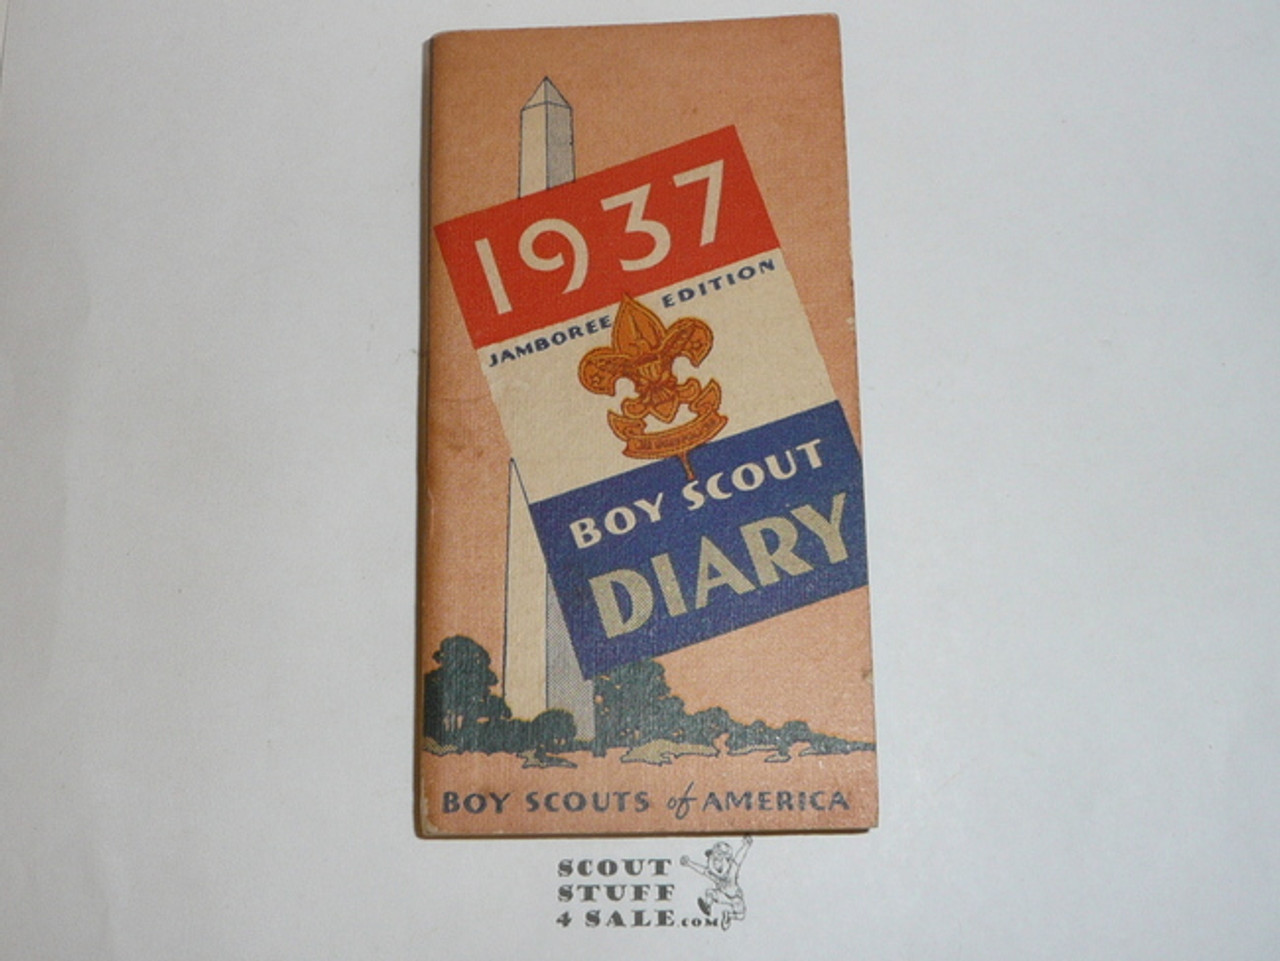 1937
JAMBOREE EDITION
BOY SCOUT
DIARY
BOY SCOUTS of AMERICA
SCOUT
STUFF
4 SALE.COM